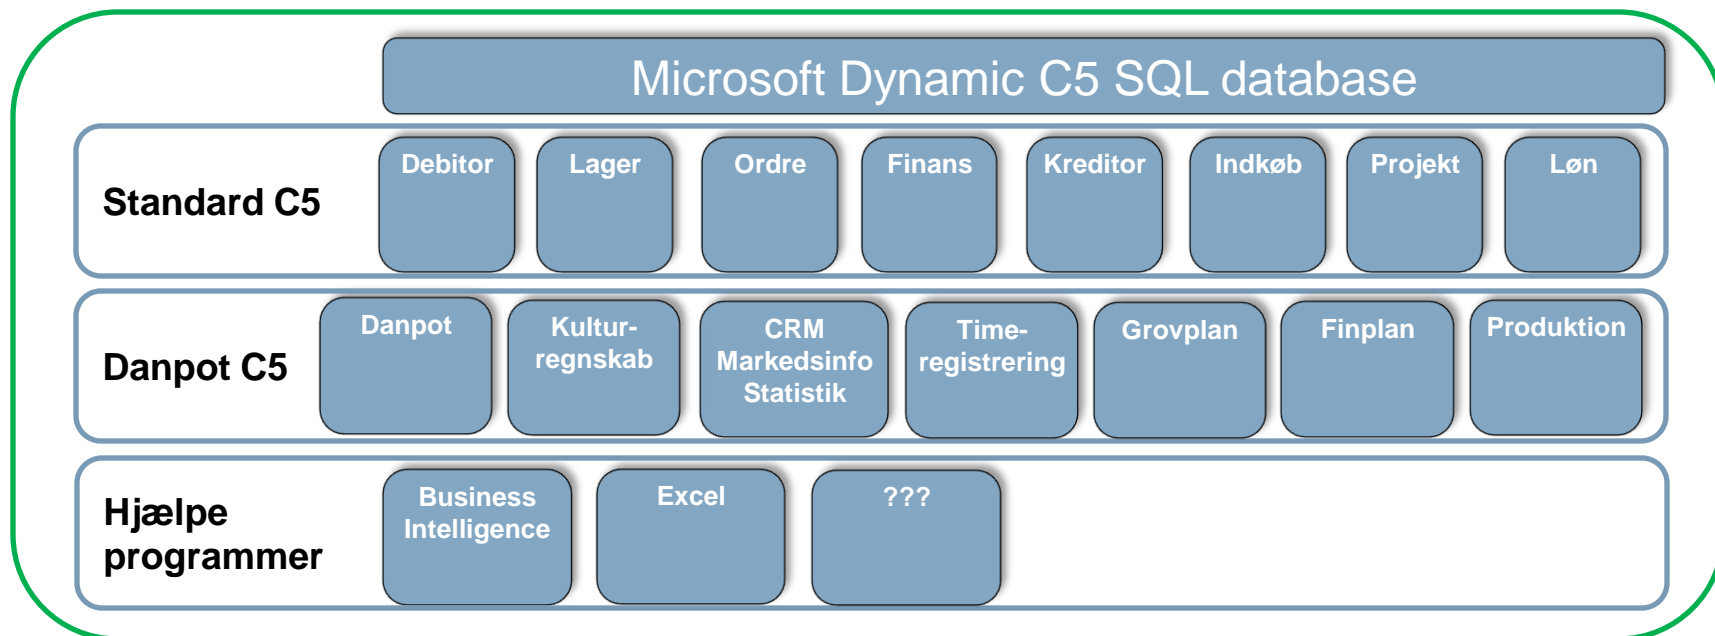 Microsoft Dynamic C5 SQL database
Standard C5
Debitor
Lager
Ordre
Finans
Kreditor
Indkøb
Projekt
Løn
Danpot C5
Danpot
Kultur-
regnskab
CRM
Markedsinfo
Statistik
Time-
registrering
Grovplan
Finplan
Produktion
Hjælpe
programmer
Business
Intelligence
Excel
???